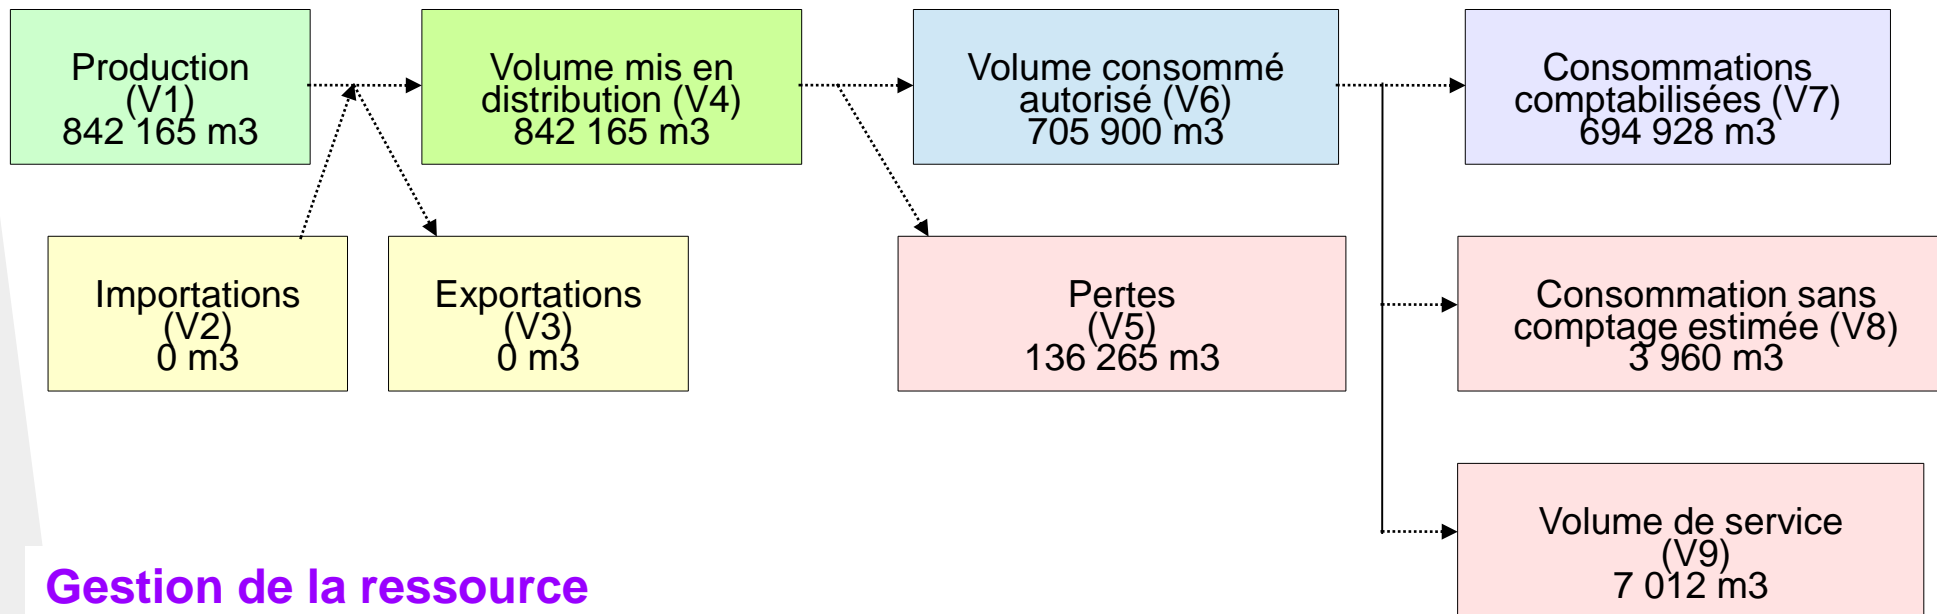 Production
(V1)
842 165 m3
Volume mis en
distribution (V4)
842 165 m3
Volume consommé
autorisé (V6)
705 900 m3
Consommations
comptabilisées (V7)
694 928 m3
Importations
(V2)
0 m3
Exportations
(V3)
0 m3
Pertes
(V5)
136 265 m3
Consommation sans
comptage estimée (V8)
3 960 m3
Volume de service
(V9)
7 012 m3
Gestion de la ressource